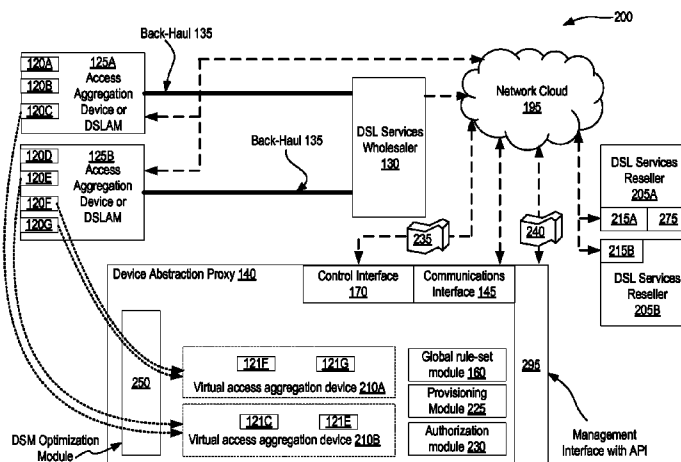 200
Back-Haul 135
120A
120B
120C
125A
Access
Aggregation
Device or
DSLAM
Network Cloud
195
DSL Services
Wholesaler
130
Back-Haul 135
120D
120E
120F
120G
125B
Access
Aggregation
Device or
DSLAM
DSL Services
Reseller
205A
215A
275
215B
DSL Services
Reseller
205B
235
240
Device Abstraction Proxy 140
Control Interface
170
Communications
Interface 145
295
250
121F
121G
Virtual access aggregation device 210A
121C
121E
Virtual access aggregation device 210B
Global rule-set
module 160
Provisioning
Module 225
Authorization
module 230
DSM Optimization
Module
Management
Interface with API